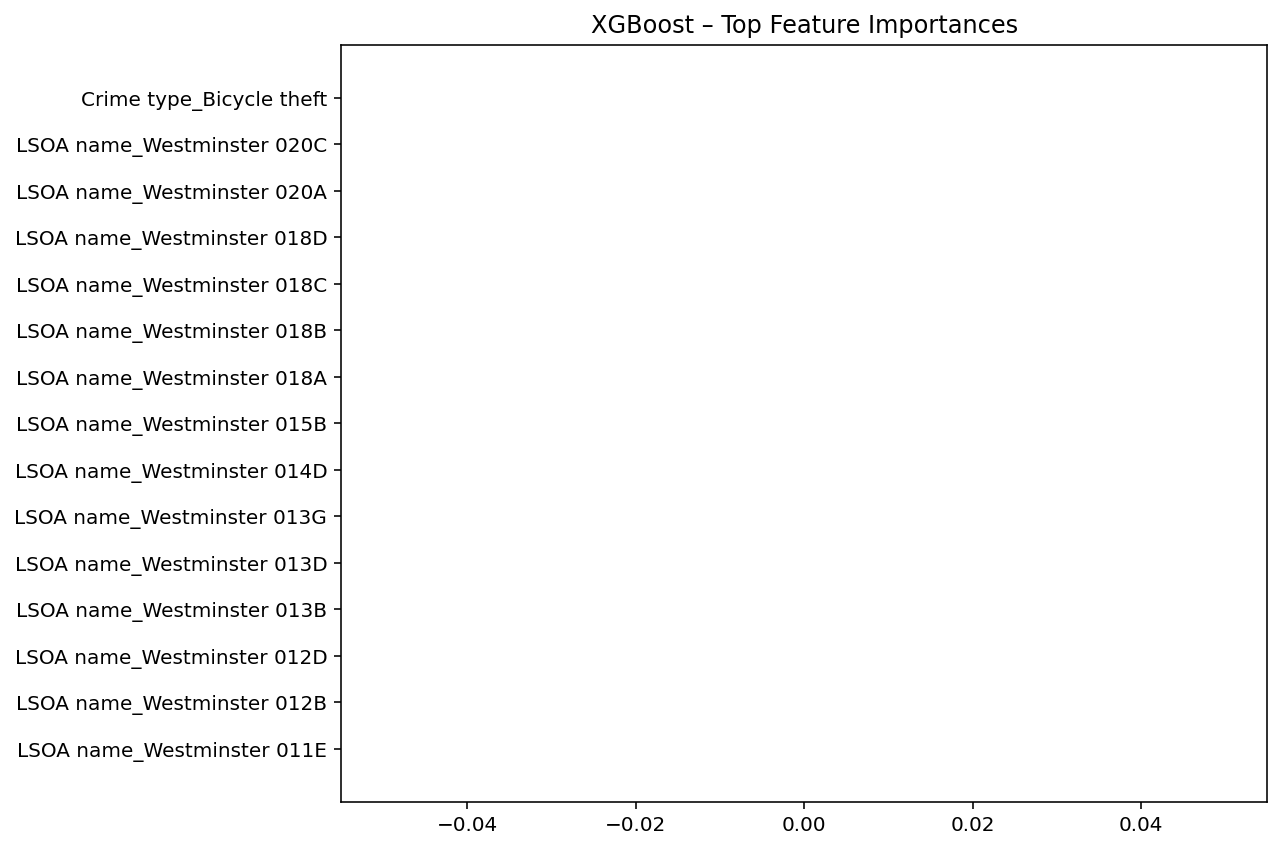 XGBoost – Top Feature Importances
Crime type_Bicycle theft
LSOA name_Westminster 020C
LSOA name_Westminster 020A
LSOA name_Westminster 018D
LSOA name_Westminster 018C
LSOA name_Westminster 018B
LSOA name_Westminster 018A
LSOA name_Westminster 015B
LSOA name_Westminster 014D
LSOA name_Westminster 013G
LSOA name_Westminster 013D
LSOA name_Westminster 013B
LSOA name_Westminster 012D
LSOA name_Westminster 012B
LSOA name_Westminster 011E
−0.04 −0.02 0.00 0.02 0.04